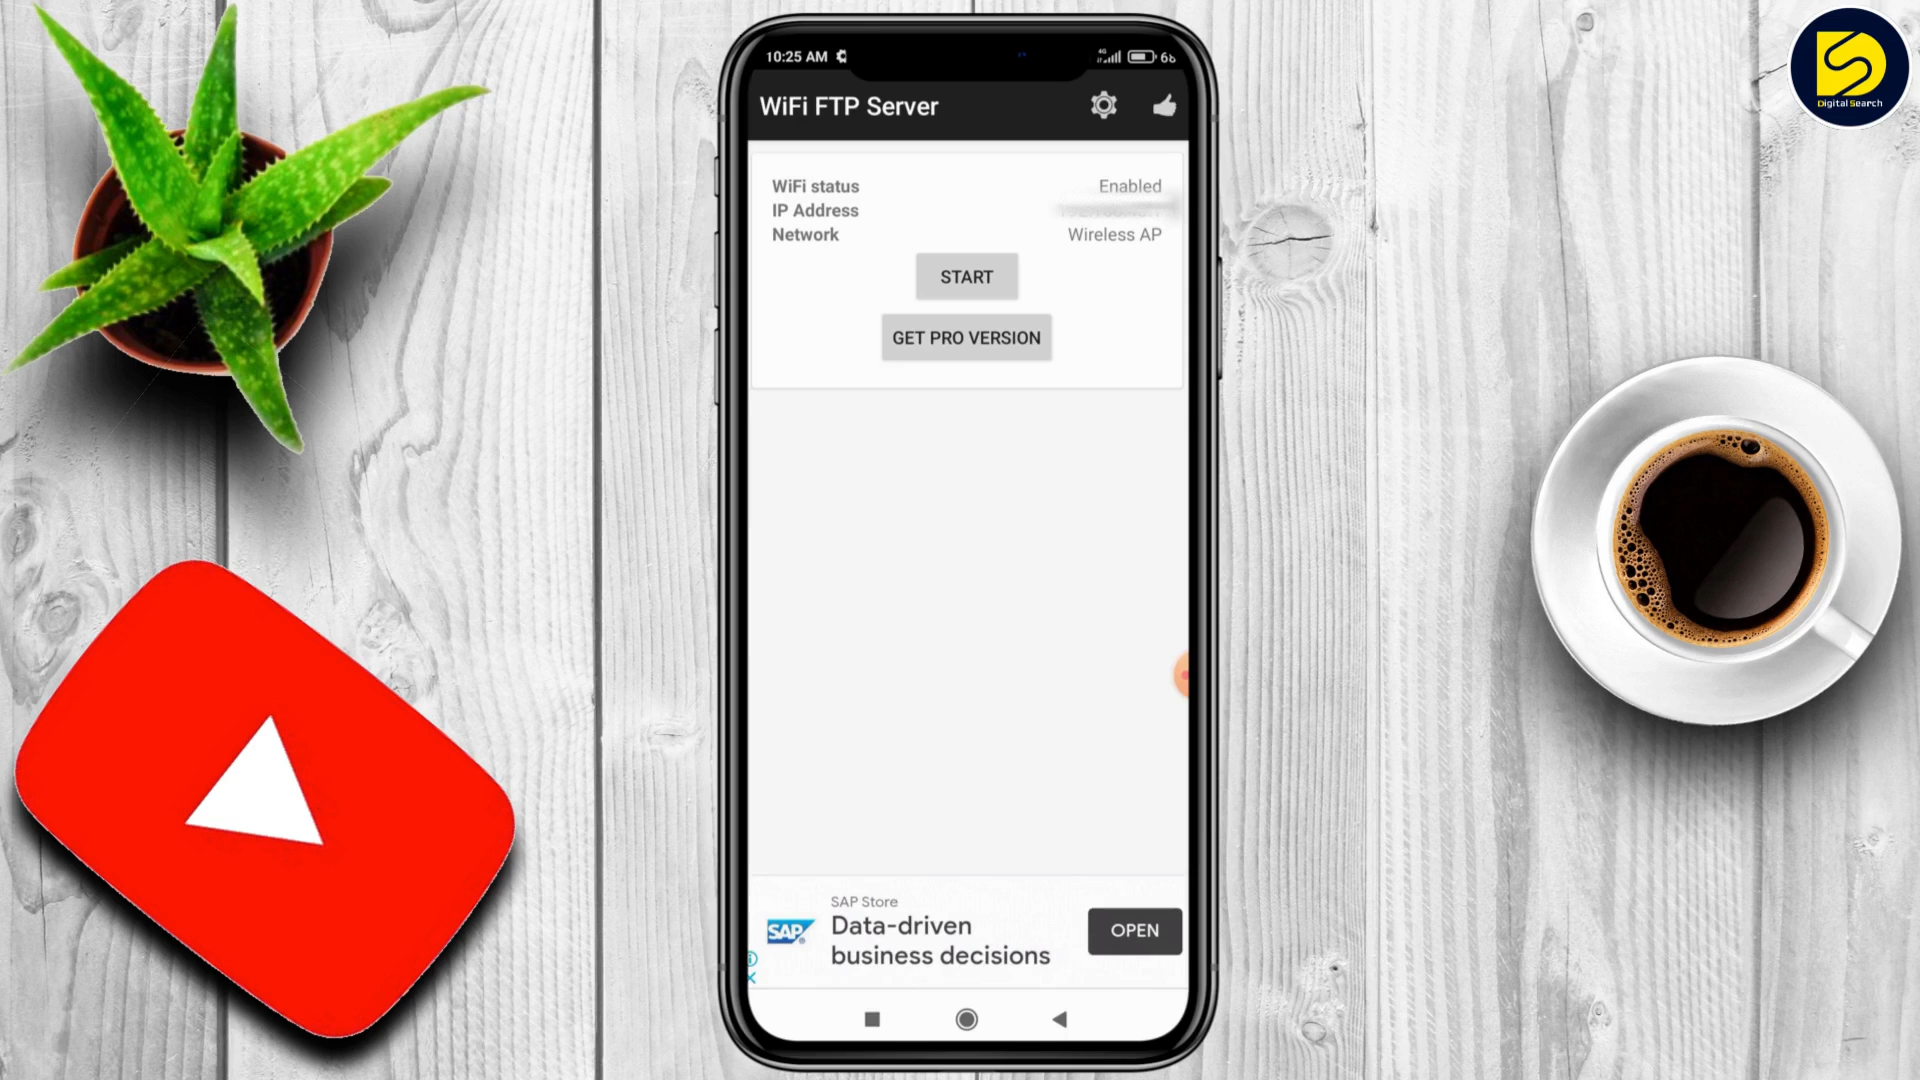 Digital Search
10:25 AM
4G
WiFi FTP Server
WiFi status Enabled
IP Address
Network Wireless AP
START
GET PRO VERSION
SAP Store
SAP
Data-driven
business decisions
OPEN